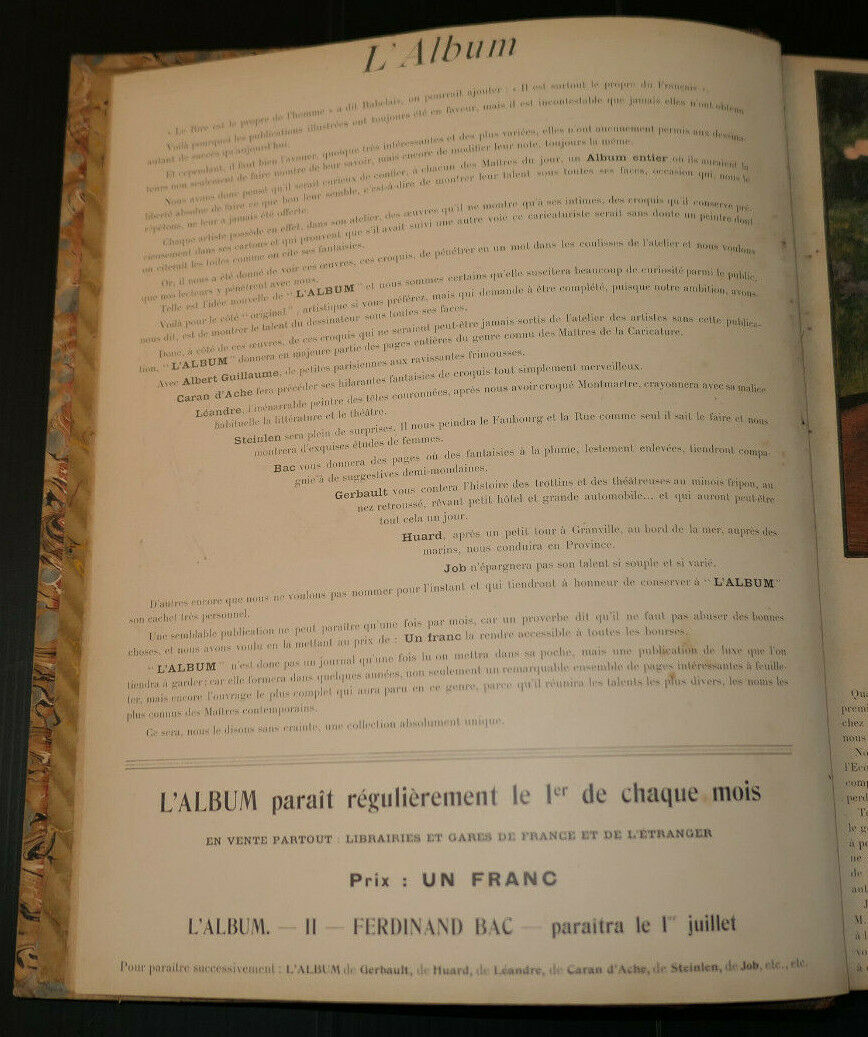 L'Album
« Le Rire est le propre de l'homme » a dit Rabelais, on pourrait ajouter : « Il est surtout le propre du Français ».
Voilà pourquoi les publications illustrées ont toujours été en faveur, mais il est incontestable que jamais elles n'ont obtenu
autant de succès qu'aujourd'hui.
Et cependant, il faut bien l'avouer, quoique très intéressantes et des plus variées, elles n'ont aucunement permis aux dessina-
teurs non seulement de faire montre de leur savoir, mais encore de modifier leur note, toujours la même.
Nous avons donc pensé qu'il serait curieux de confier, à chacun des Maîtres du jour, un Album entier où ils auraient la
liberté absolue de faire ce que bon leur semble, c'est-à-dire de montrer leur talent sous toutes ses faces, occasion qui, nous le
répétons, ne leur a jamais été offerte.
Chaque artiste possède en effet, dans son atelier, des œuvres qu'il ne montre qu'à ses intimes, des croquis qu'il conserve pré-
cieusement dans ses cartons et qui prouvent que s'il avait suivi une autre voie ce caricaturiste serait sans doute un peintre dont
on citerait les toiles comme on cite ses fantaisies.
Or, il nous a été donné de voir ces œuvres, ces croquis, de pénétrer en un mot dans les coulisses de l'atelier et nous voulons
que nos lecteurs y pénètrent avec nous.
Telle est l'idée nouvelle de “L'ALBUM” et nous sommes certains qu'elle suscitera beaucoup de curiosité parmi le public.
Voilà pour le côté “original”, artistique si vous préférez, mais qui demande à être complété, puisque notre ambition, avons-
nous dit, est de montrer le talent du dessinateur sous toutes ses faces.
Donc, à côté de ces œuvres, de ces croquis qui ne seraient peut-être jamais sortis de l'atelier des artistes sans cette publica-
tion, “L'ALBUM” donnera en majeure partie des pages entières du genre connu des Maîtres de la Caricature.
Avec Albert Guillaume, de petites parisiennes aux ravissantes frimousses.
Caran d'Ache fera précéder ses hilarantes fantaisies de croquis tout simplement merveilleux.
Léandre, l'inénarrable peintre des têtes couronnées, après nous avoir croqué Montmartre, crayonnera avec sa malice
habituelle la littérature et le théâtre.
Steinlen sera plein de surprises. Il nous peindra le Faubourg et la Rue comme seul il sait le faire et nous
montrera d'exquises études de femmes.
Bac vous donnera des pages où des fantaisies à la plume, lestement enlevées, tiendront compa-
gnie à de suggestives demi-mondaines.
Gerbault vous contera l'histoire des trottins et des théâtreuses au minois fripon, au
nez retroussé, rêvant petit hôtel et grande automobile... et qui auront peut-être
tout cela un jour.
Huard, après un petit tour à Granville, au bord de la mer, auprès des
marins, nous conduira en Province.
Job n'épargnera pas son talent si souple et si varié.
D'autres encore que nous ne voulons pas nommer pour l'instant et qui tiendront à honneur de conserver à “L'ALBUM”
son cachet très personnel.
Une semblable publication ne peut paraître qu'une fois par mois, car un proverbe dit qu'il ne faut pas abuser des bonnes
choses, et nous avons voulu en la mettant au prix de : Un franc la rendre accessible à toutes les bourses.
“L'ALBUM” n'est donc pas un journal qu'une fois lu on mettra dans sa poche, mais une publication de luxe que l'on
tiendra à garder; car elle formera dans quelques années, non seulement un remarquable ensemble de pages intéressantes à feuille-
ter, mais encore l'ouvrage le plus complet qui aura paru en ce genre, parce qu'il réunira les talents les plus divers, les noms les
plus connus des Maîtres contemporains.
Ce sera, nous le disons sans crainte, une collection absolument unique.
L'ALBUM paraît régulièrement le 1er de chaque mois
EN VENTE PARTOUT : LIBRAIRIES ET GARES DE FRANCE ET DE L'ÉTRANGER
Prix : UN FRANC
L'ALBUM. — II — FERDINAND BAC — paraîtra le 1er juillet
Pour paraître successivement : L'ALBUM de Gerbault, de Huard, de Léandre, de Caran d'Ache, de Steinlen, de Job, etc., etc.
Qua
premi
chez
nous
No
l'Eco
comp
perd
le g
à po
ne
de
aut
J
M.
à l
vo
à c